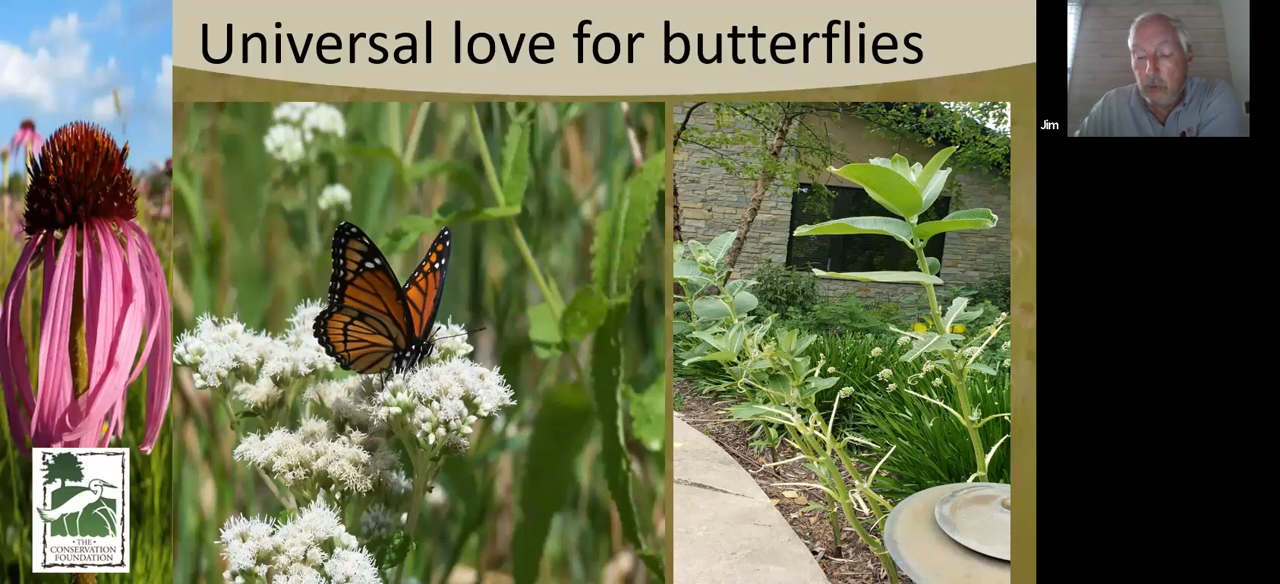 Universal love for butterflies
Jim
· THE ·
CONSERVATION
FOUNDATION